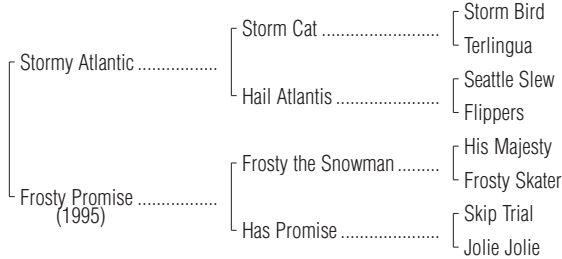 Storm Bird
Storm Cat ........................
Terlingua
Stormy Atlantic ................
Seattle Slew
Hail Atlantis .....................
Flippers
His Majesty
Frosty the Snowman .........
Frosty Skater
Frosty Promise ................
(1995)
Skip Trial
Has Promise ....................
Jolie Jolie